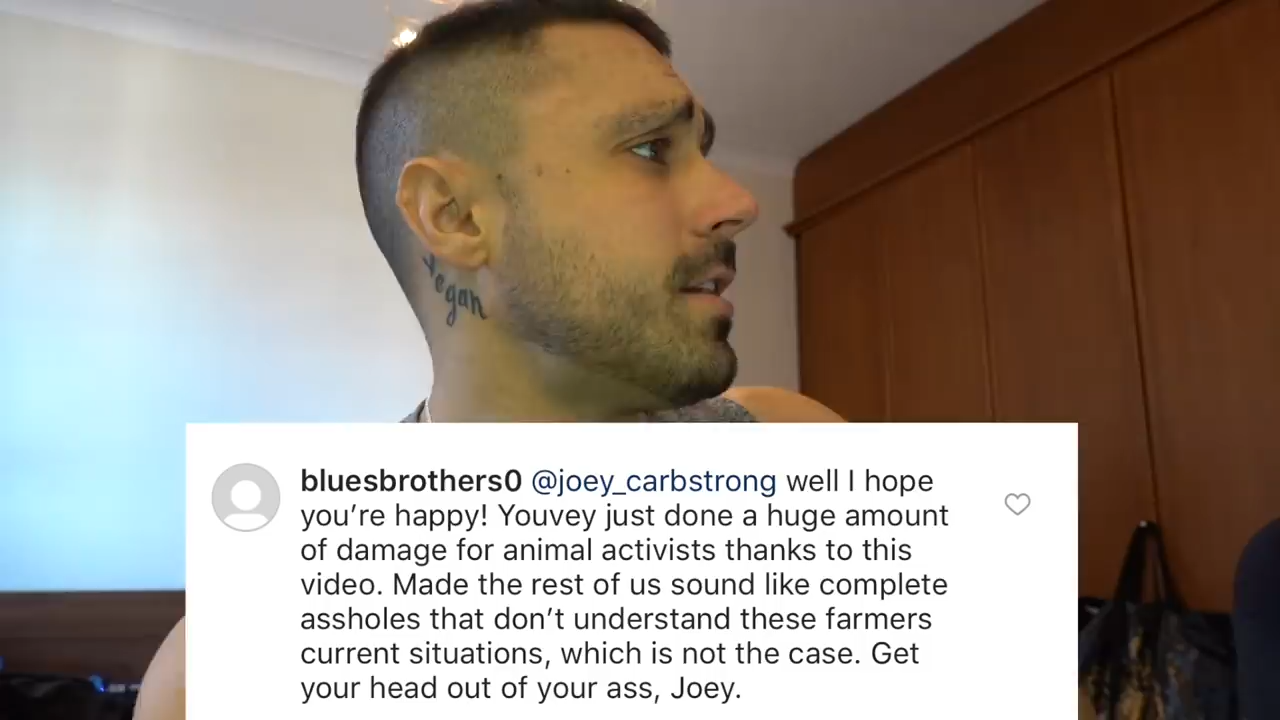 vegan
bluesbrothers0 @joey_carbstrong well I hope
you’re happy! Youvey just done a huge amount
of damage for animal activists thanks to this
video. Made the rest of us sound like complete
assholes that don’t understand these farmers
current situations, which is not the case. Get
your head out of your ass, Joey.